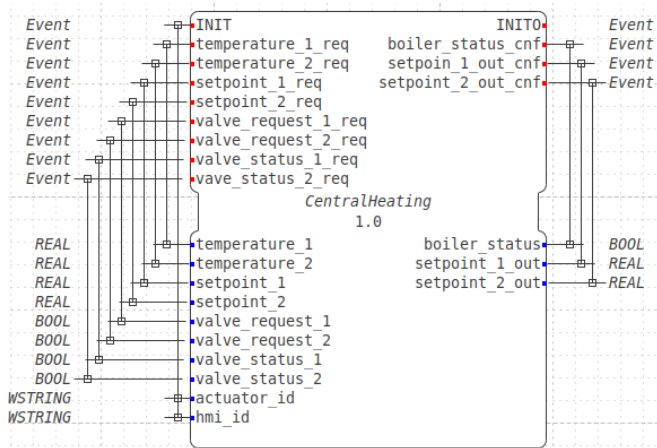 Event INIT INITO Event
Event temperature_1_req boiler_status_cnf Event
Event temperature_2_req setpoin_1_out_cnf Event
Event setpoint_1_req setpoint_2_out_cnf Event
Event setpoint_2_req
Event valve_request_1_req
Event valve_request_2_req
Event valve_status_1_req
Event vave_status_2_req
CentralHeating
1.0
REAL temperature_1 boiler_status BOOL
REAL temperature_2 setpoint_1_out REAL
REAL setpoint_1 setpoint_2_out REAL
REAL setpoint_2
BOOL valve_request_1
BOOL valve_request_2
BOOL valve_status_1
BOOL valve_status_2
WSTRING actuator_id
WSTRING hmi_id